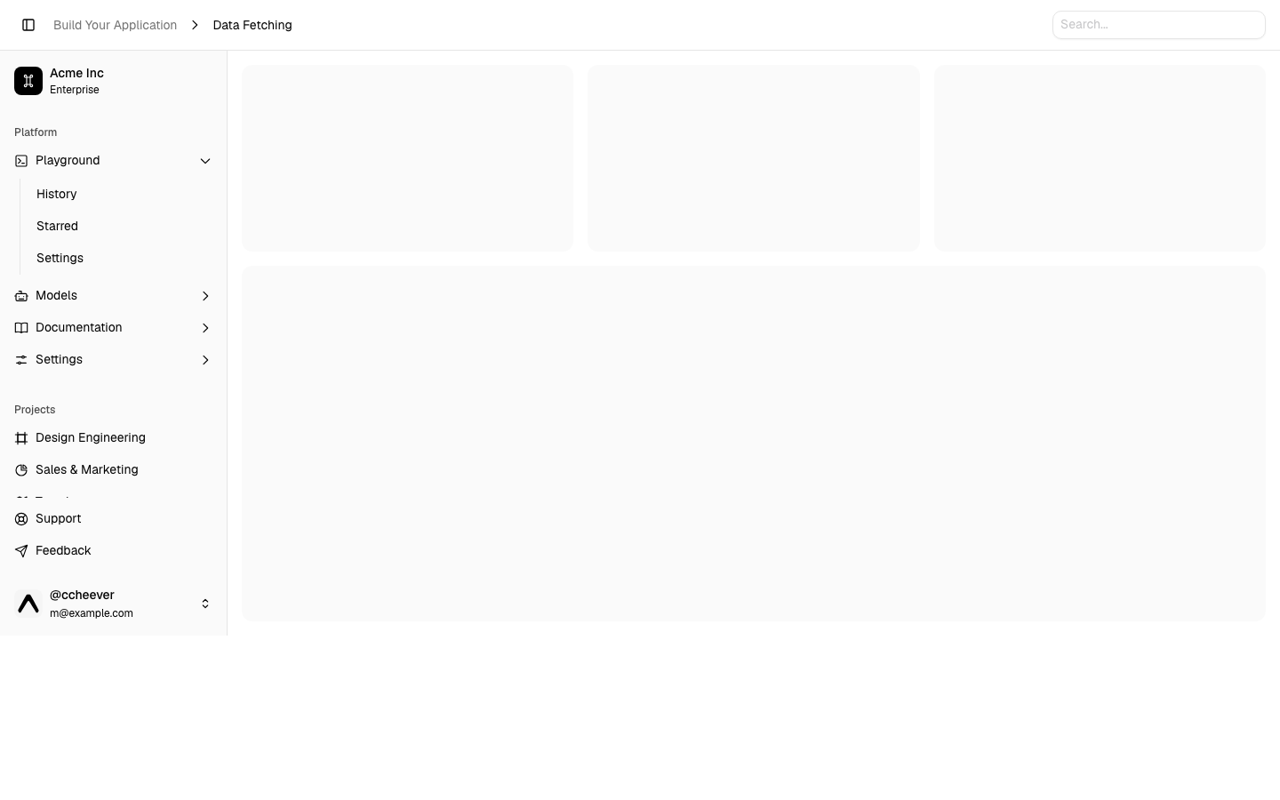 Build Your Application
Data Fetching
Search...
Acme Inc
Enterprise
Platform
Playground
History
Starred
Settings
Models
Documentation
Settings
Projects
Design Engineering
Sales & Marketing
Support
Feedback
@ccheever
m@example.com